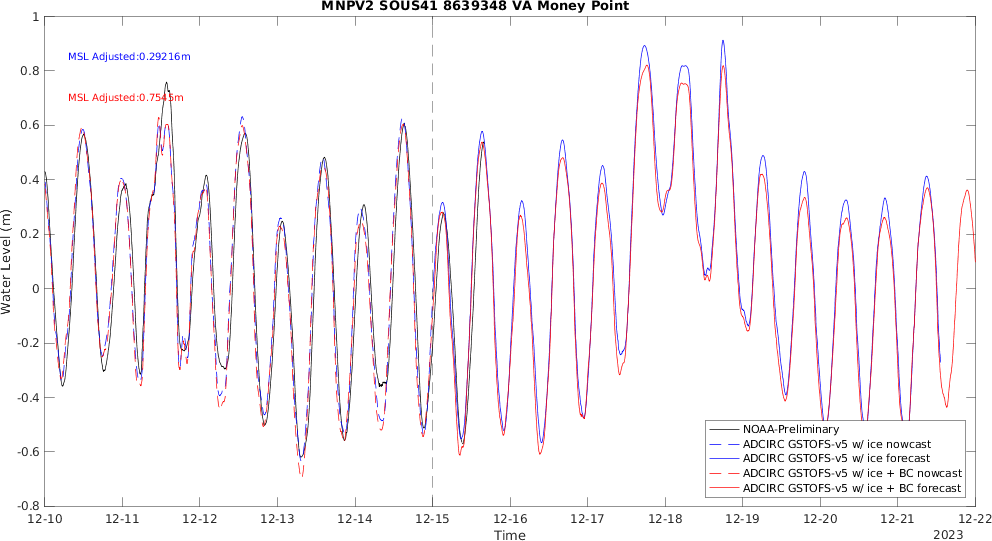 MNPV2 SOUS41 8639348 VA Money Point
MSL Adjusted:0.29216m
MSL Adjusted:0.7545m
Water Level (m)
1
0.8
0.6
0.4
0.2
0
-0.2
-0.4
-0.6
-0.8
NOAA-Preliminary
ADCIRC GSTOFS-v5 w/ ice nowcast
ADCIRC GSTOFS-v5 w/ ice forecast
ADCIRC GSTOFS-v5 w/ ice + BC nowcast
ADCIRC GSTOFS-v5 w/ ice + BC forecast
12-10 12-11 12-12 12-13 12-14 12-15 12-16 12-17 12-18 12-19 12-20 12-21 12-22
Time
2023